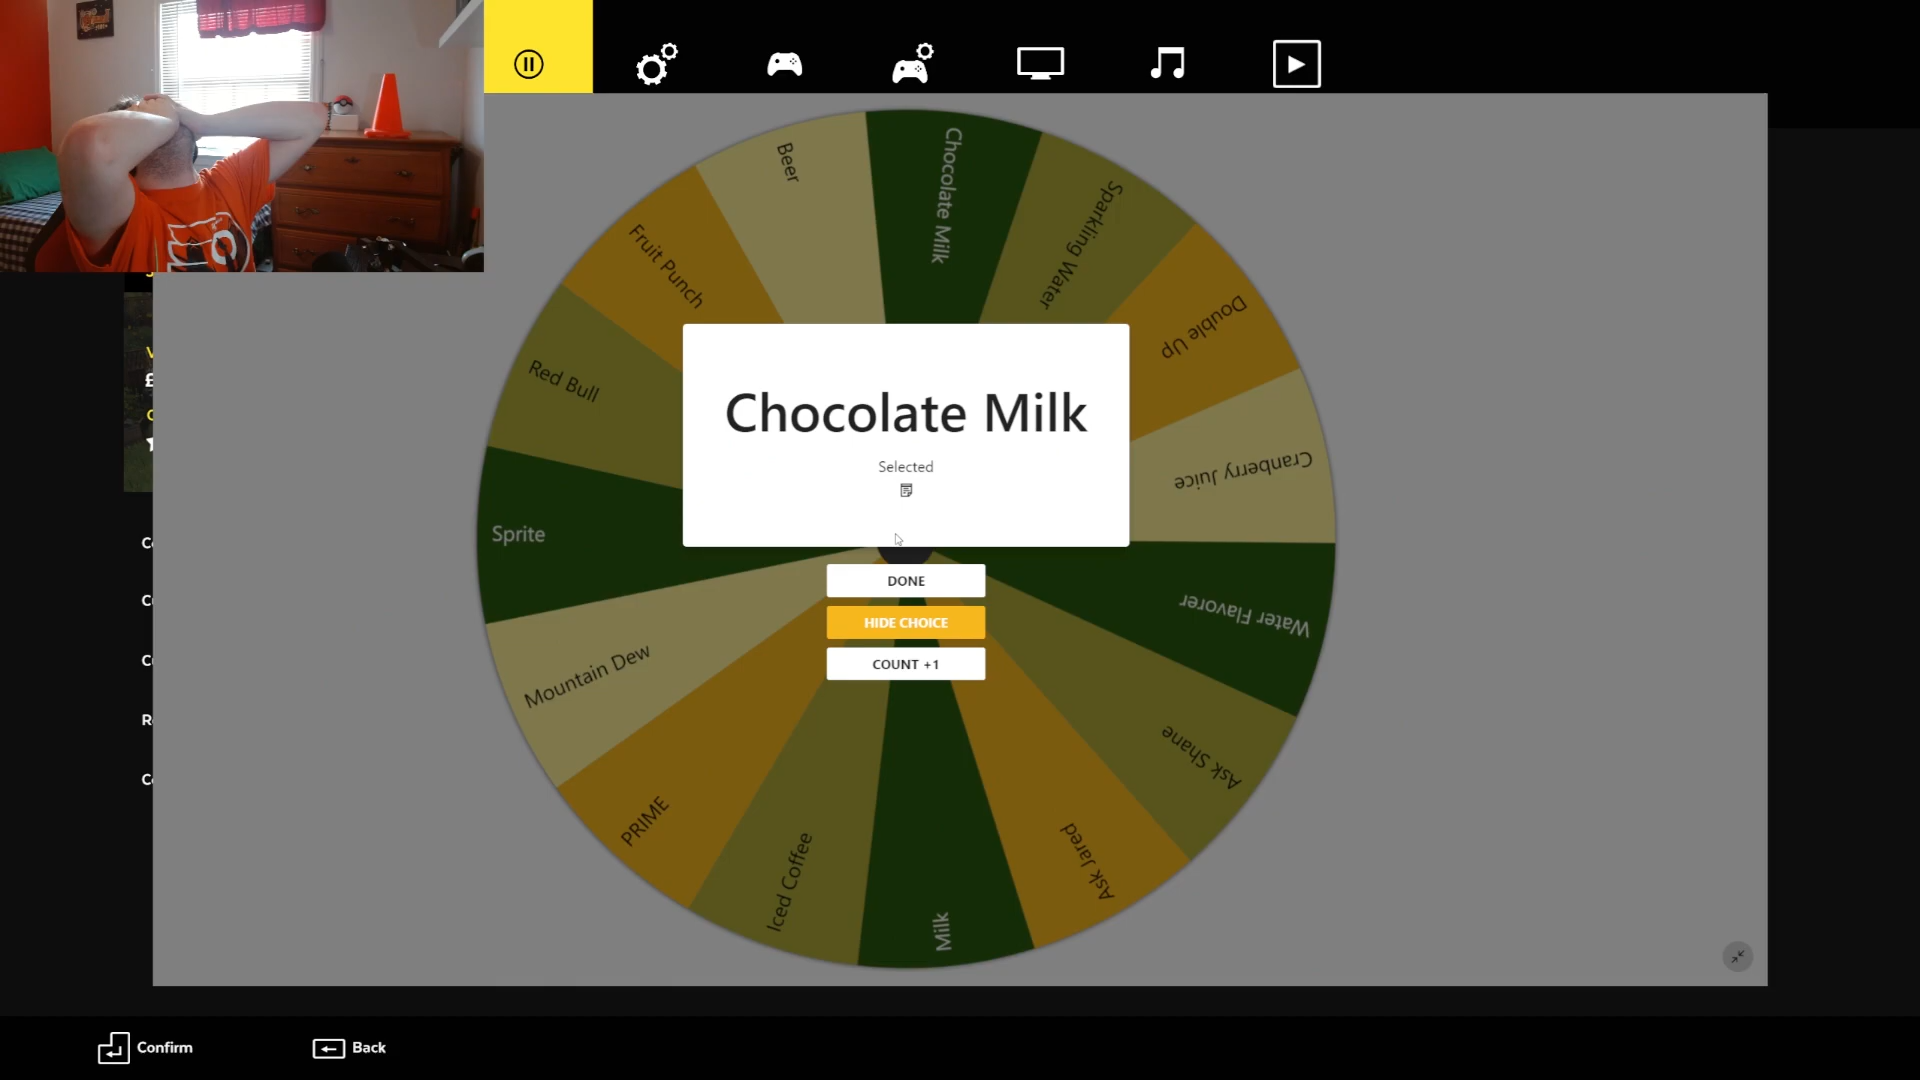 Beer
Chocolate Milk
Sparkling Water
Double Up
Cranberry Juice
Water Flavorer
Ask Shane
Ask Jared
Milk
Iced Coffee
PRIME
Mountain Dew
Sprite
Red Bull
Fruit Punch
Chocolate Milk
Selected
DONE
HIDE CHOICE
COUNT +1
Confirm
Back